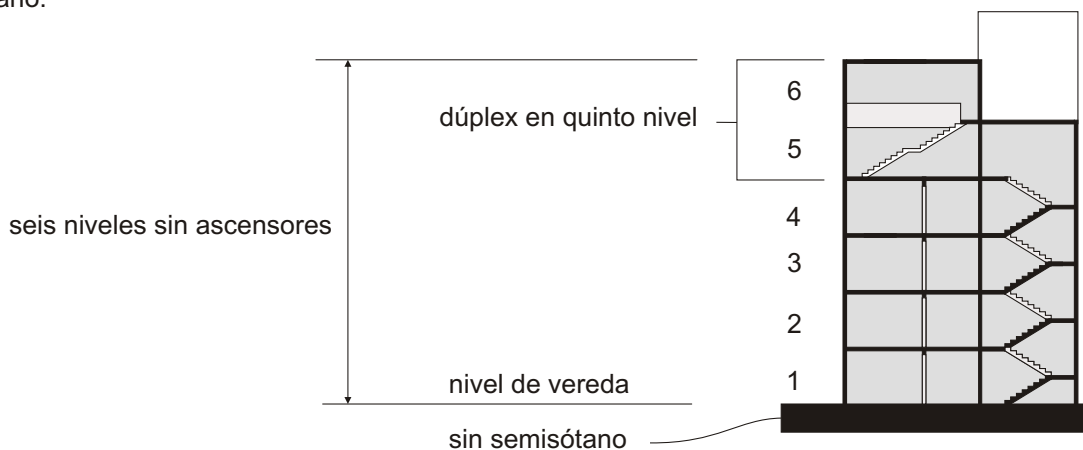 ano.
6
dúplex en quinto nivel
5
4
seis niveles sin ascensores
3
2
1
nivel de vereda
sin semisótano